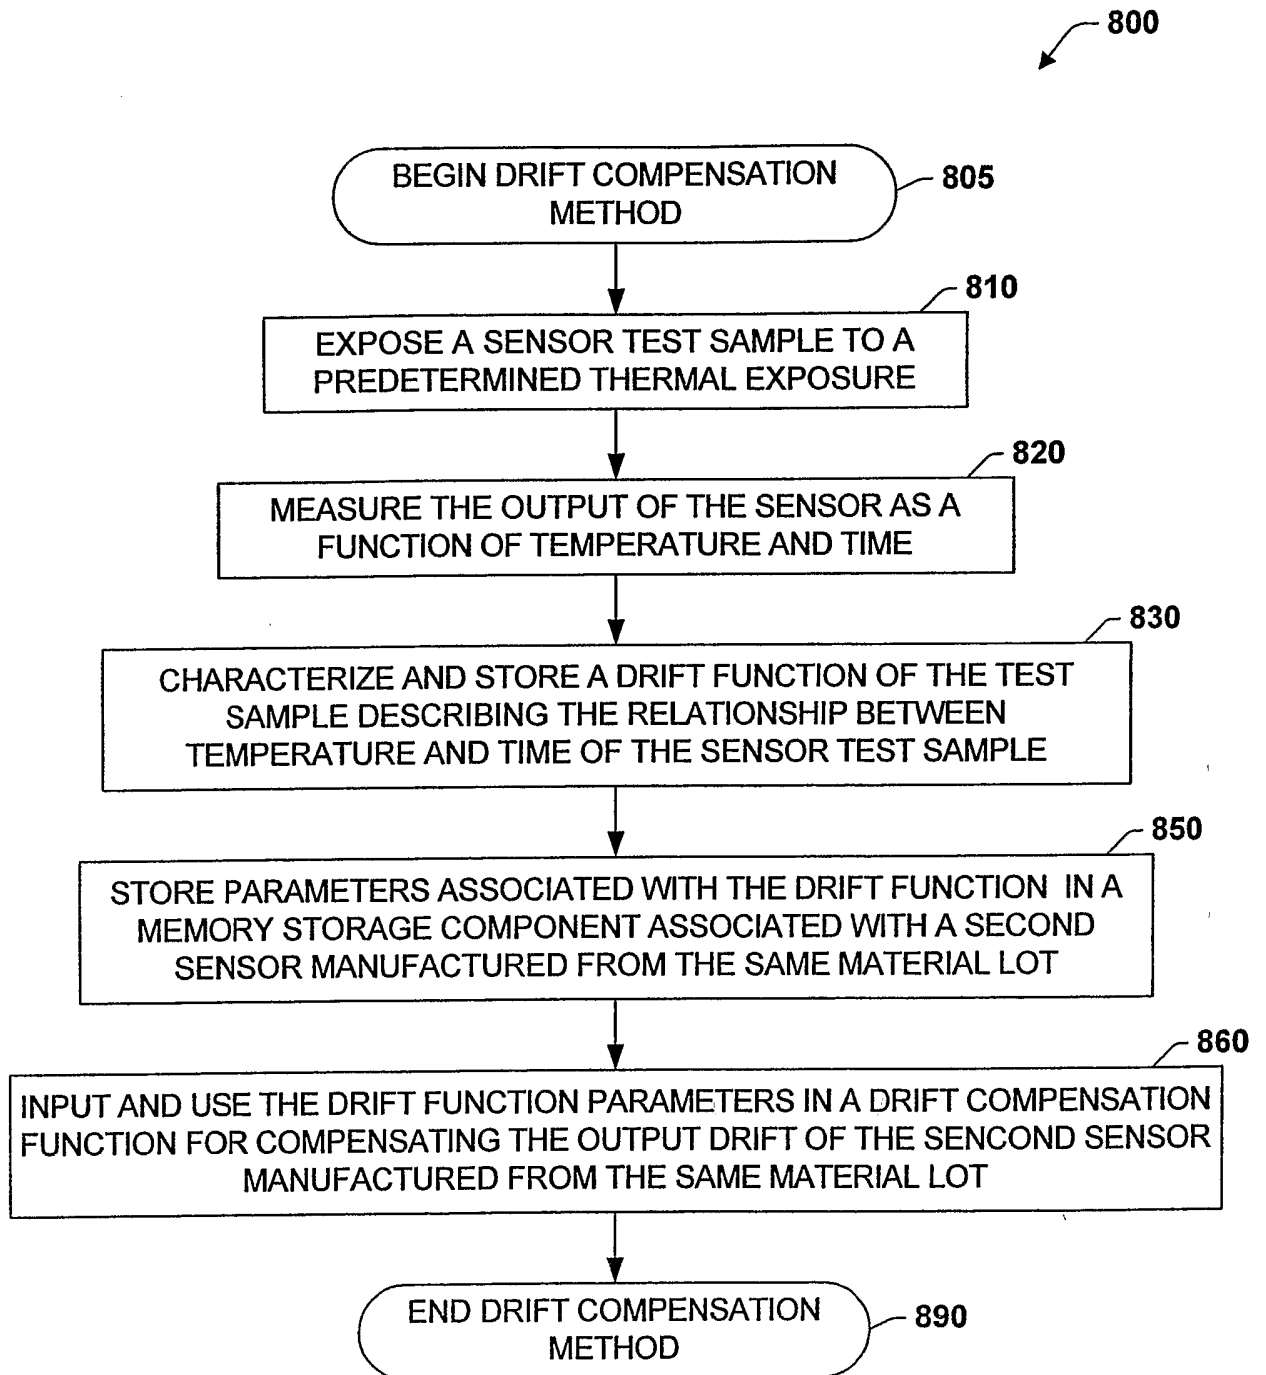 800
BEGIN DRIFT COMPENSATION
METHOD
805
810
EXPOSE A SENSOR TEST SAMPLE TO A
PREDETERMINED THERMAL EXPOSURE
820
MEASURE THE OUTPUT OF THE SENSOR AS A
FUNCTION OF TEMPERATURE AND TIME
830
CHARACTERIZE AND STORE A DRIFT FUNCTION OF THE TEST
SAMPLE DESCRIBING THE RELATIONSHIP BETWEEN
TEMPERATURE AND TIME OF THE SENSOR TEST SAMPLE
850
STORE PARAMETERS ASSOCIATED WITH THE DRIFT FUNCTION IN A
MEMORY STORAGE COMPONENT ASSOCIATED WITH A SECOND
SENSOR MANUFACTURED FROM THE SAME MATERIAL LOT
860
INPUT AND USE THE DRIFT FUNCTION PARAMETERS IN A DRIFT COMPENSATION
FUNCTION FOR COMPENSATING THE OUTPUT DRIFT OF THE SENCOND SENSOR
MANUFACTURED FROM THE SAME MATERIAL LOT
END DRIFT COMPENSATION
METHOD
890